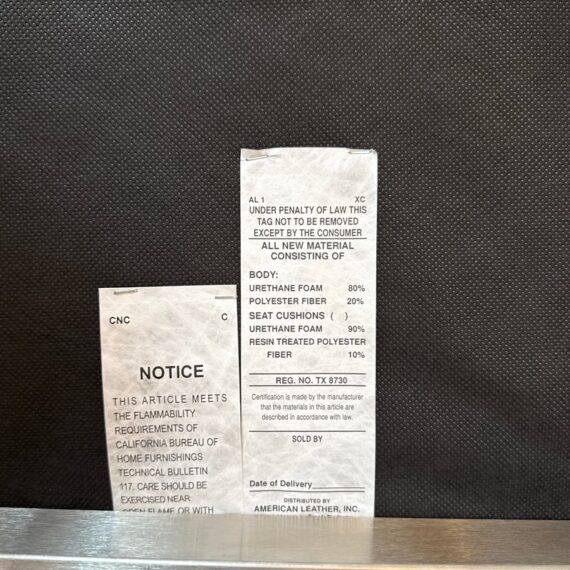 CNC C
NOTICE
THIS ARTICLE MEETS
THE FLAMMABILITY
REQUIREMENTS OF
CALIFORNIA BUREAU OF
HOME FURNISHINGS
TECHNICAL BULLETIN
117. CARE SHOULD BE
EXERCISED NEAR
OPEN FLAME OR WITH
AL 1 XC
UNDER PENALTY OF LAW THIS
TAG NOT TO BE REMOVED
EXCEPT BY THE CONSUMER
ALL NEW MATERIAL
CONSISTING OF
BODY:
URETHANE FOAM 80%
POLYESTER FIBER 20%
SEAT CUSHIONS ( )
URETHANE FOAM 90%
RESIN TREATED POLYESTER
FIBER 10%
REG. NO. TX 8730
Certification is made by the manufacturer
that the materials in this article are
described in accordance with law.
SOLD BY
Date of Delivery
DISTRIBUTED BY
AMERICAN LEATHER, INC.